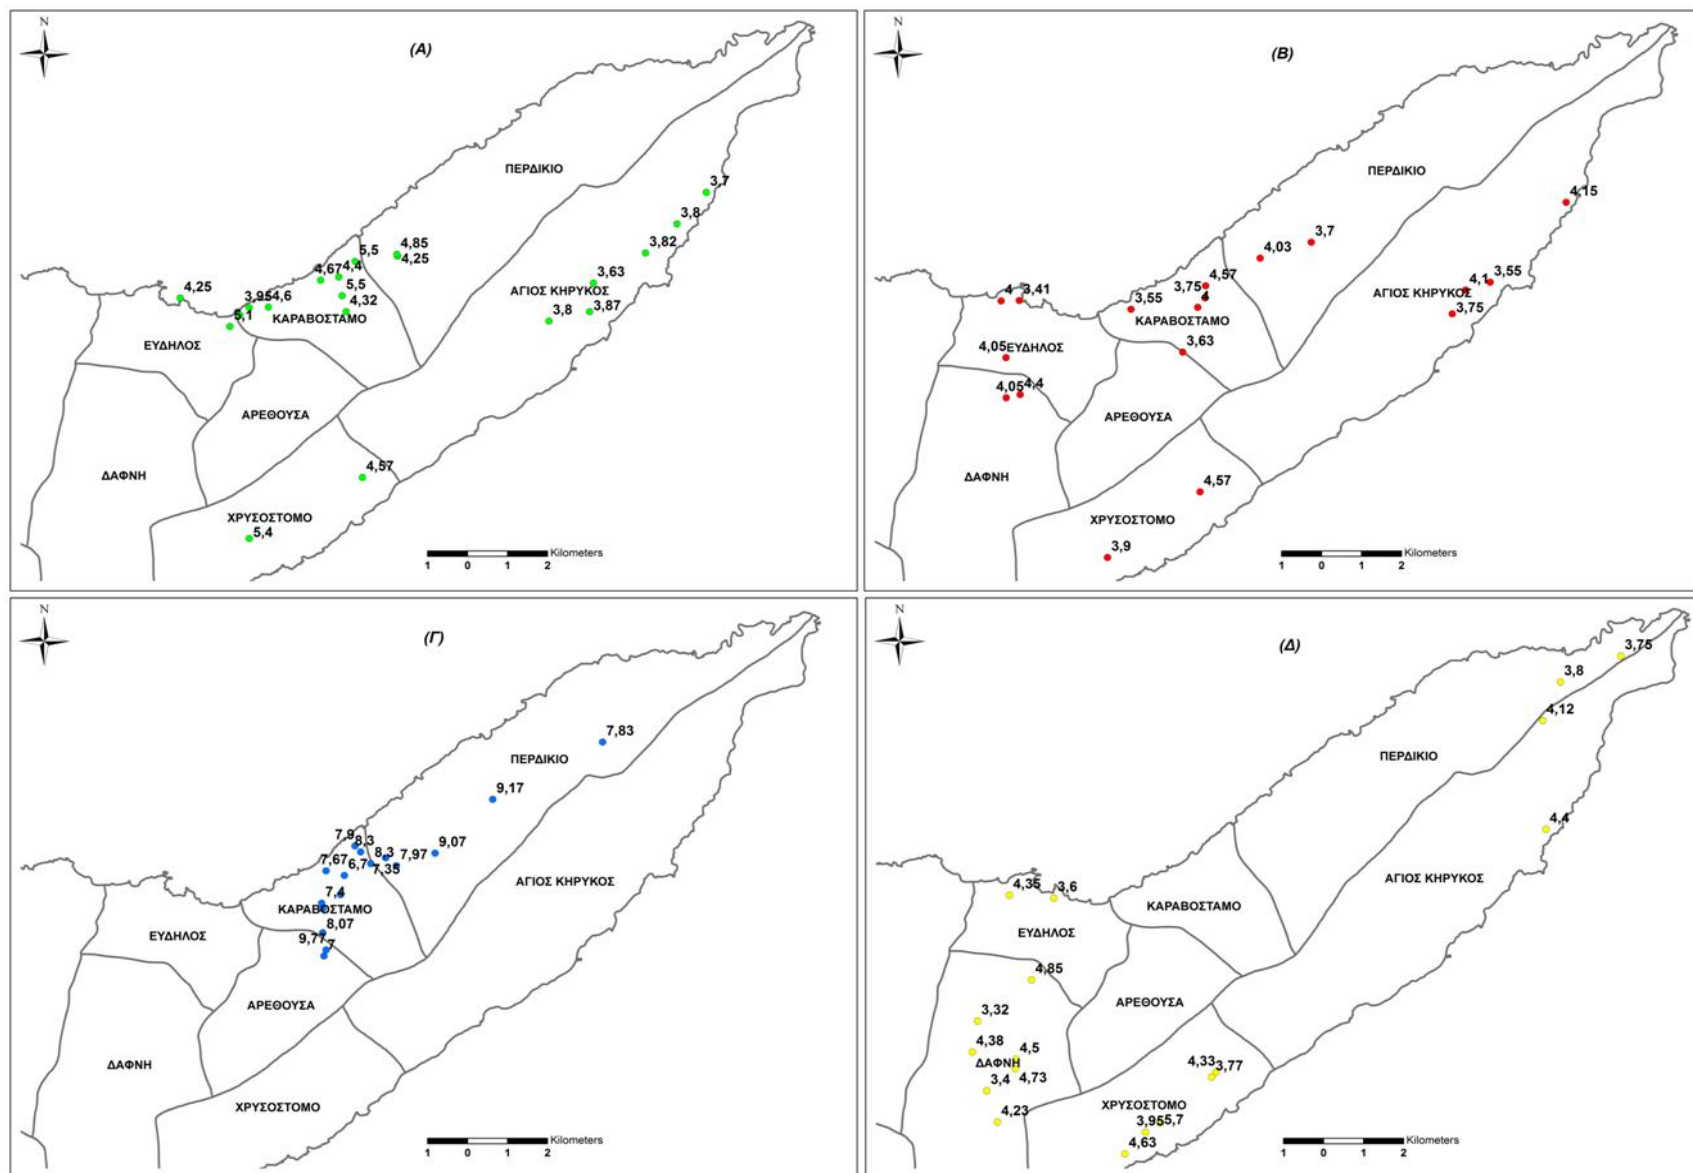 N
(A)
ΠΕΡΔΙΚΙΟ
3,7
3,8
4,85
5,5
4,25
3,82
4,67
4,4
3,63
4,25
3,95
4,6
5,5
ΑΓΙΟΣ ΚΗΡΥΚΟΣ
4,32
3,87
5,1
ΚΑΡΑΒΟΣΤΑΜΟ
3,8
ΕΥΔΗΛΟΣ
ΑΡΕΘΟΥΣΑ
4,57
ΔΑΦΝΗ
ΧΡΥΣΟΣΤΟΜΟ
5,4
Kilometers
1 0 1 2
N
(B)
ΠΕΡΔΙΚΙΟ
4,15
3,7
4,03
4,57
4,1
3,55
3,75
4
3,41
ΑΓΙΟΣ ΚΗΡΥΚΟΣ
3,55
4
3,75
ΚΑΡΑΒΟΣΤΑΜΟ
3,63
4,05
ΕΥΔΗΛΟΣ
4,05
4,4
ΑΡΕΘΟΥΣΑ
ΔΑΦΝΗ
4,57
ΧΡΥΣΟΣΤΟΜΟ
3,9
Kilometers
1 0 1 2
N
(Γ)
7,83
ΠΕΡΔΙΚΙΟ
9,17
7,9
8,3
9,07
8,3
7,97
7,67
6,7
7,35
ΑΓΙΟΣ ΚΗΡΥΚΟΣ
7,4
ΚΑΡΑΒΟΣΤΑΜΟ
8,07
ΕΥΔΗΛΟΣ
9,77
7
ΑΡΕΘΟΥΣΑ
ΔΑΦΝΗ
ΧΡΥΣΟΣΤΟΜΟ
Kilometers
1 0 1 2
N
(Δ)
3,75
3,8
4,12
ΠΕΡΔΙΚΙΟ
4,4
ΑΓΙΟΣ ΚΗΡΥΚΟΣ
4,35
3,6
ΚΑΡΑΒΟΣΤΑΜΟ
ΕΥΔΗΛΟΣ
4,85
ΑΡΕΘΟΥΣΑ
3,32
4,38
4,5
ΔΑΦΝΗ
4,33
3,77
4,73
3,4
ΧΡΥΣΟΣΤΟΜΟ
4,23
3,95
5,7
4,63
Kilometers
1 0 1 2